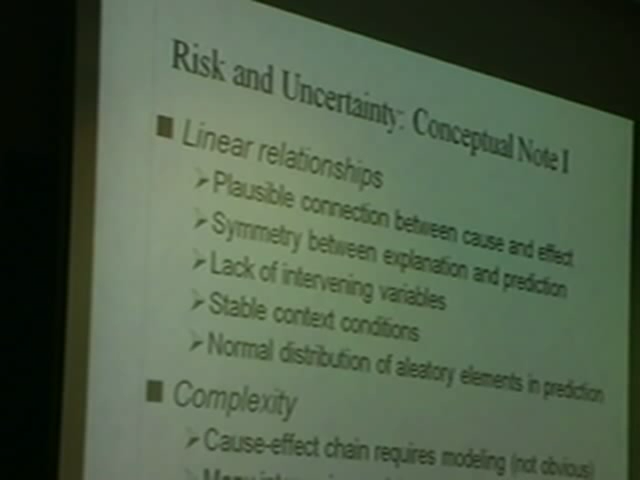 Risk and Uncertainty: Conceptual Note I
■ Linear relationships
➢ Plausible connection between cause and effect
➢ Symmetry between explanation and prediction
➢ Lack of intervening variables
➢ Stable context conditions
➢ Normal distribution of aleatory elements in prediction
■ Complexity
➢ Cause-effect chain requires modeling (not obvious)